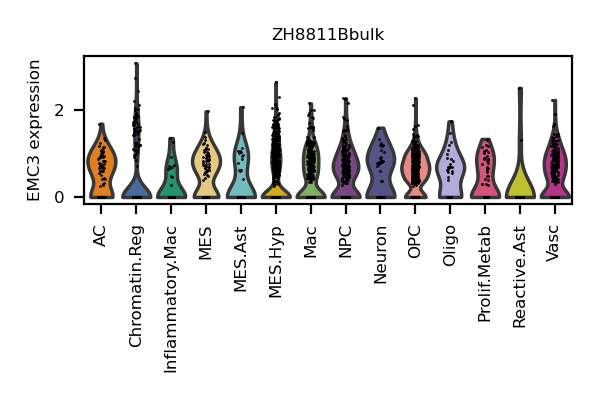 ZH8811Bbulk
EMC3 expression
2
0
AC
Chromatin.Reg
Inflammatory.Mac
MES
MES.Ast
MES.Hyp
Mac
NPC
Neuron
OPC
Oligo
Prolif.Metab
Reactive.Ast
Vasc